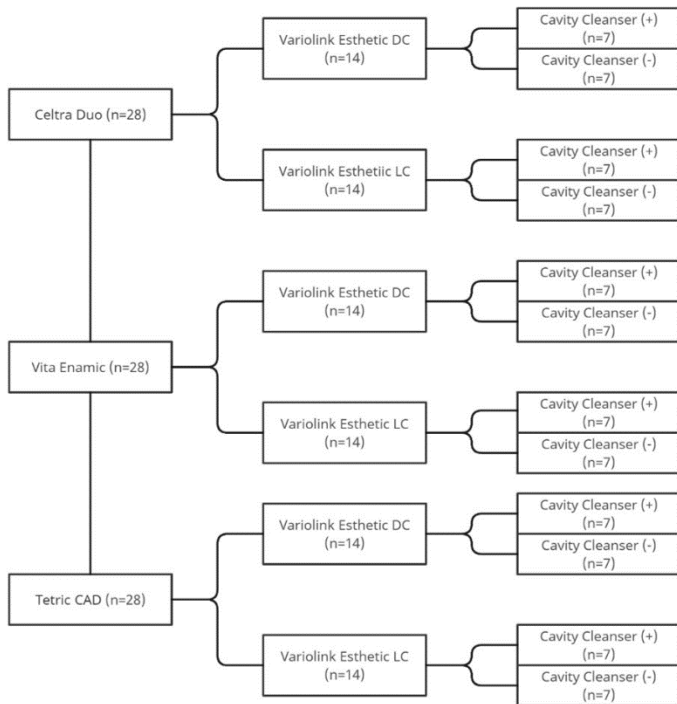 Celtra Duo (n=28)
Variolink Esthetic DC
(n=14)
Cavity Cleanser (+)
(n=7)
Cavity Cleanser (-)
(n=7)
Variolink Esthetiic LC
(n=14)
Cavity Cleanser (+)
(n=7)
Cavity Cleanser (-)
(n=7)
Vita Enamic (n=28)
Variolink Esthetic DC
(n=14)
Cavity Cleanser (+)
(n=7)
Cavity Cleanser (-)
(n=7)
Variolink Esthetic LC
(n=14)
Cavity Cleanser (+)
(n=7)
Cavity Cleanser (-)
(n=7)
Tetric CAD (n=28)
Variolink Esthetic DC
(n=14)
Cavity Cleanser (+)
(n=7)
Cavity Cleanser (-)
(n=7)
Variolink Esthetic LC
(n=14)
Cavity Cleanser (+)
(n=7)
Cavity Cleanser (-)
(n=7)